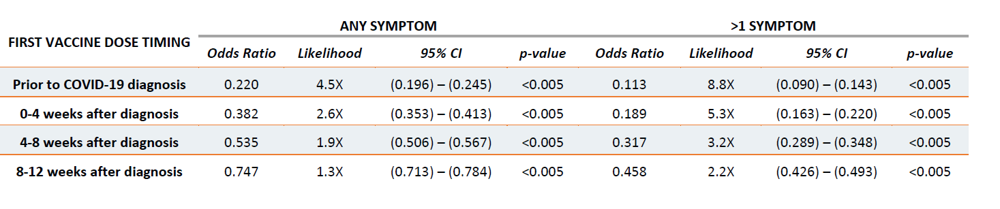 ANY SYMPTOM >1 SYMPTOM
FIRST VACCINE DOSE TIMING
Odds Ratio Likelihood 95% CI p-value Odds Ratio Likelihood 95% CI p-value
Prior to COVID-19 diagnosis 0.220 4.5X (0.196) – (0.245) <0.005 0.113 8.8X (0.090) – (0.143) <0.005
0-4 weeks after diagnosis 0.382 2.6X (0.353) – (0.413) <0.005 0.189 5.3X (0.163) – (0.220) <0.005
4-8 weeks after diagnosis 0.535 1.9X (0.506) – (0.567) <0.005 0.317 3.2X (0.289) – (0.348) <0.005
8-12 weeks after diagnosis 0.747 1.3X (0.713) – (0.784) <0.005 0.458 2.2X (0.426) – (0.493) <0.005